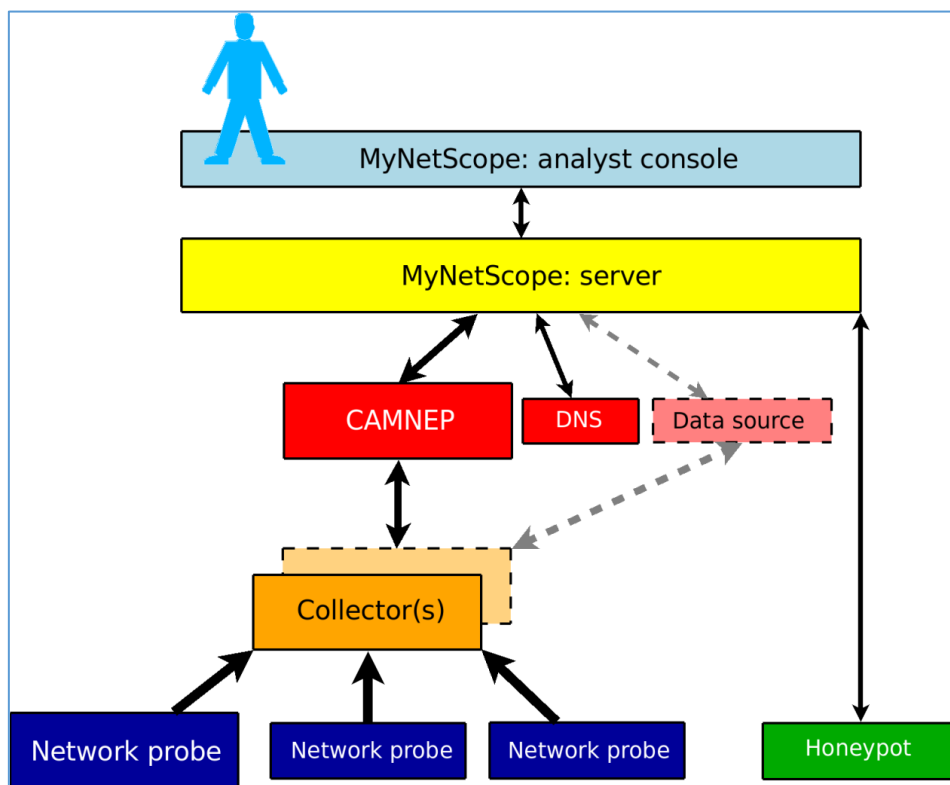 MyNetScope: analyst console
MyNetScope: server
CAMNEP
DNS
Data source
Collector(s)
Network probe
Network probe
Network probe
Honeypot